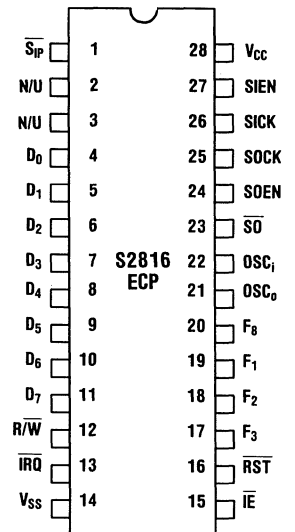 S̅I̅P̅ 1 28 VCC
N/U 2 27 SIEN
N/U 3 26 SICK
D0 4 25 SOCK
D1 5 24 SOEN
D2 6 23 S̅O̅
D3 7 S2816 22 OSCi
D4 8 ECP 21 OSCo
D5 9 20 F8
D6 10 19 F1
D7 11 18 F2
R/W̅ 12 17 F3
I̅R̅Q̅ 13 16 R̅S̅T̅
VSS 14 15 I̅E̅